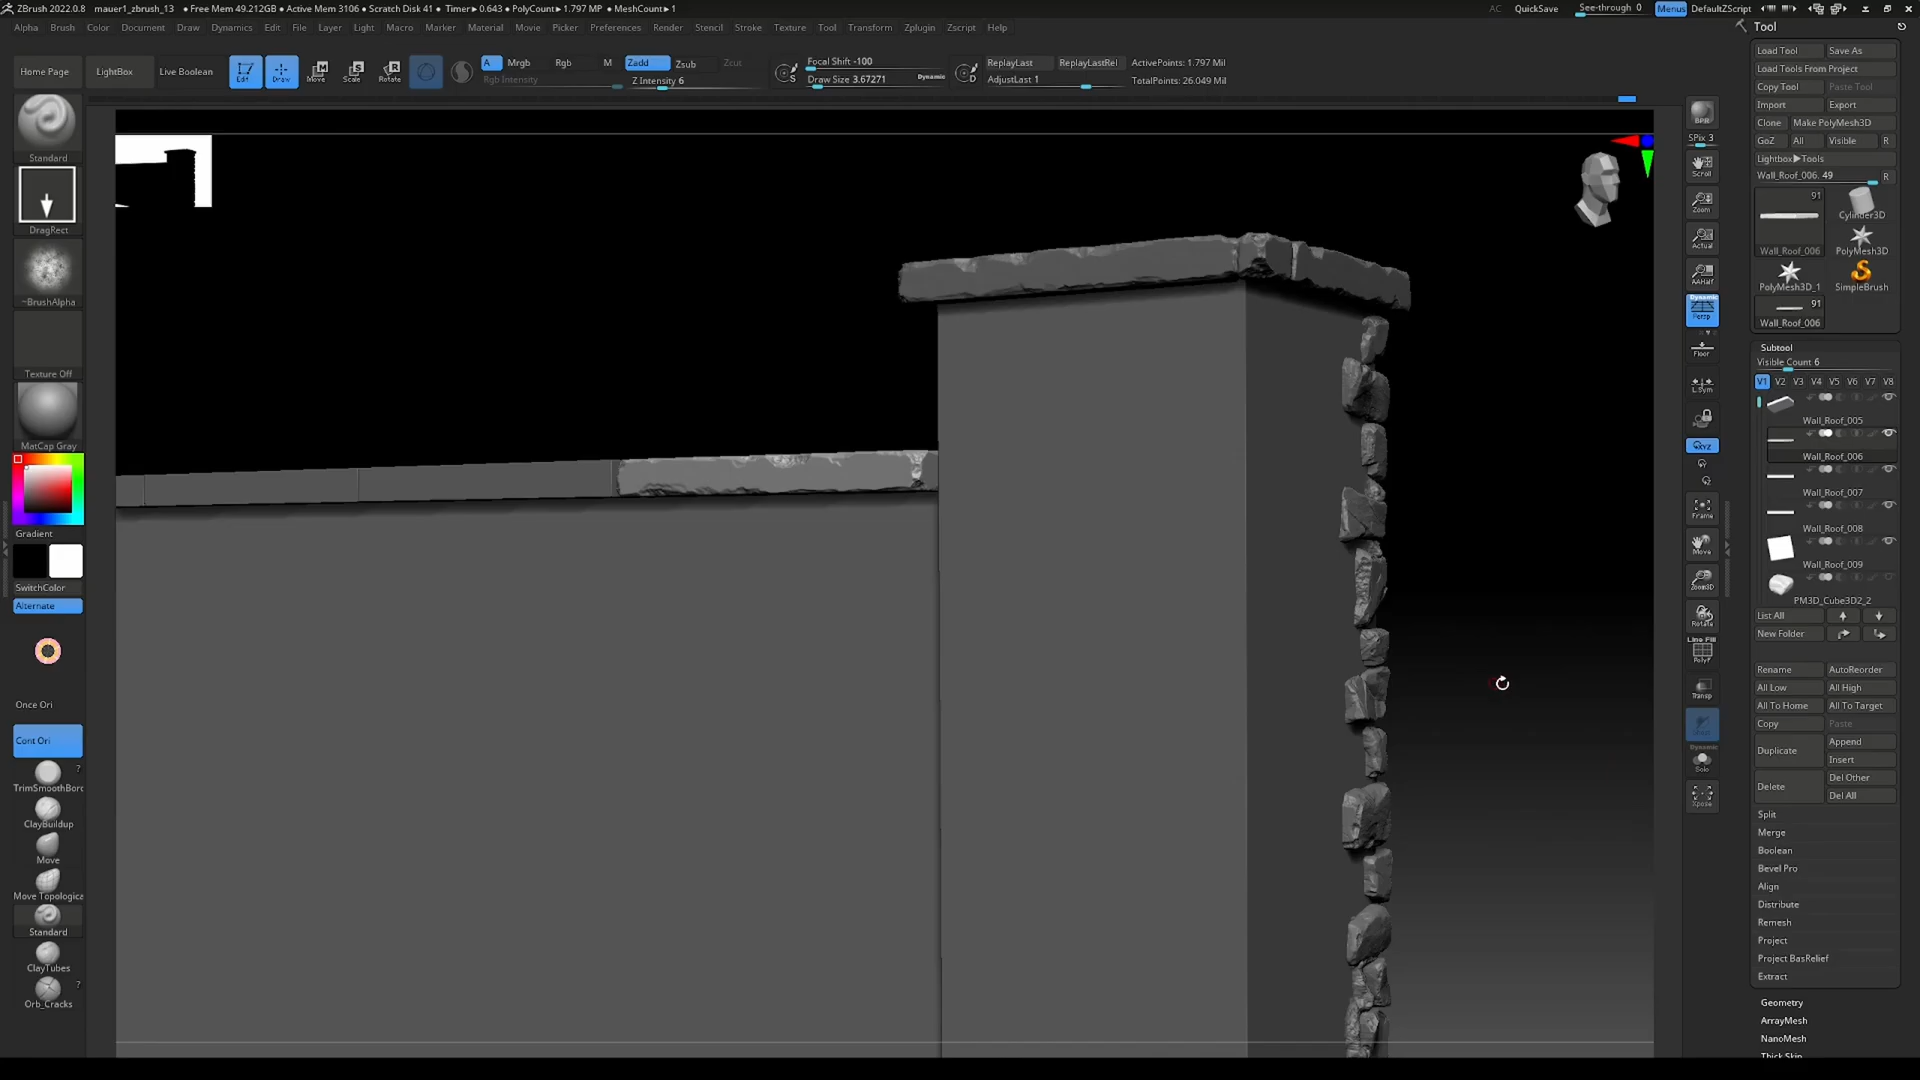 ZBrush 2022.0.8 mauer1_zbrush_13 • Free Mem 49.212GB • Active Mem 3106 • Scratch Disk 41 • Timer▸0.643 • PolyCount▸1.797 MP • MeshCount▸1
AC QuickSave See-through 0 Menus DefaultZScript
Alpha Brush Color Document Draw Dynamics Edit File Layer Light Macro Marker Material Movie Picker Preferences Render Stencil Stroke Texture Tool Transform Zplugin Zscript Help
Home Page LightBox Live Boolean Edit Draw Move Scale Rotate
A Mrgb Rgb M Zadd Zsub Zcut
Rgb Intensity Z Intensity 6
Focal Shift -100
Draw Size 3.67271 Dynamic
ReplayLast ReplayLastRel ActivePoints: 1.797 Mil
AdjustLast 1 TotalPoints: 26.049 Mil
Standard
DragRect
~BrushAlpha
Texture Off
MatCap Gray
Gradient
SwitchColor
Alternate
Once Ori
Cont Ori
TrimSmoothBord
ClayBuildup
Move
Move Topologica
Standard
ClayTubes
Orb_Cracks
BPR
SPix 3
Scroll
Zoom
Actual
AAHalf
Dynamic
Persp
Floor
L.Sym
XYZ
Frame
Move
Zoom3D
Rotate
Line Fill
PolyF
Transp
Dynamic
Solo
Xpose
Tool
Load Tool Save As
Load Tools From Project
Copy Tool Paste Tool
Import Export
Clone Make PolyMesh3D
GoZ All Visible R
Lightbox▸Tools
Wall_Roof_006. 49 R
91
Wall_Roof_006 Cylinder3D
PolyMesh3D
PolyMesh3D_1 SimpleBrush
91
Wall_Roof_006
Subtool
Visible Count 6
V1 V2 V3 V4 V5 V6 V7 V8
Wall_Roof_005
Wall_Roof_006
Wall_Roof_007
Wall_Roof_008
Wall_Roof_009
PM3D_Cube3D2_2
List All
New Folder
Rename AutoReorder
All Low All High
All To Home All To Target
Copy Paste
Duplicate Append
Insert
Delete Del Other
Del All
Split
Merge
Boolean
Bevel Pro
Align
Distribute
Remesh
Project
Project BasRelief
Extract
Geometry
ArrayMesh
NanoMesh
Thick Skin